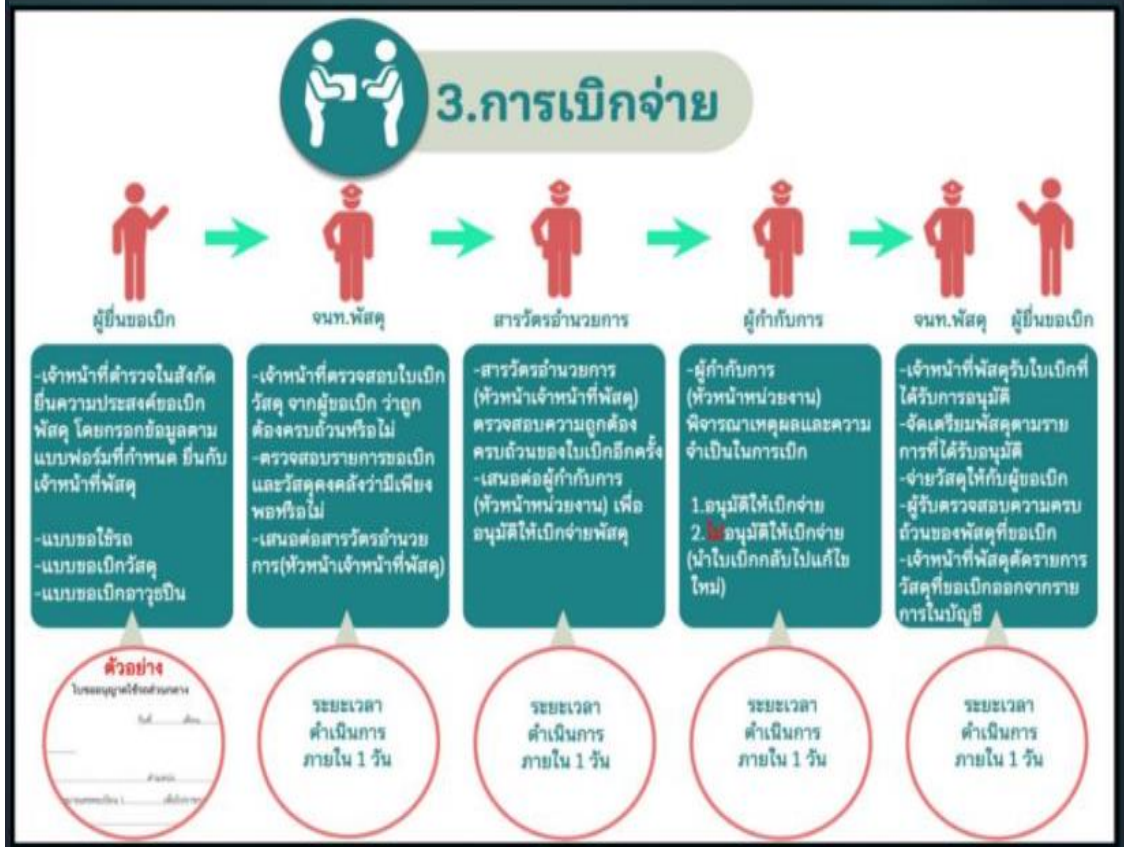 3.การเบิกจ่าย
ผู้ยื่นขอเบิก
จนท.พัสดุ
สารวัตรอำนวยการ
ผู้กำกับการ
จนท.พัสดุ ผู้ยื่นขอเบิก
-เจ้าหน้าที่ตำรวจในสังกัด
ยื่นความประสงค์ขอเบิก
พัสดุ โดยกรอกข้อมูลตาม
แบบฟอร์มที่กำหนด ยื่นกับ
เจ้าหน้าที่พัสดุ
-แบบขอใช้รถ
-แบบขอเบิกวัสดุ
-แบบขอเบิกอาวุธปืน
-เจ้าหน้าที่ตรวจสอบใบเบิก
วัสดุ จากผู้ขอเบิก ว่าถูก
ต้องครบถ้วนหรือไม่
-ตรวจสอบรายการขอเบิก
และวัสดุคงคลังว่ามีเพียง
พอหรือไม่
-เสนอต่อสารวัตรอำนวย
การ(หัวหน้าเจ้าหน้าที่พัสดุ)
-สารวัตรอำนวยการ
(หัวหน้าเจ้าหน้าที่พัสดุ)
ตรวจสอบความถูกต้อง
ครบถ้วนของใบเบิกอีกครั้ง
-เสนอต่อผู้กำกับการ
(หัวหน้าหน่วยงาน) เพื่อ
อนุมัติให้เบิกจ่ายพัสดุ
-ผู้กำกับการ
(หัวหน้าหน่วยงาน)
พิจารณาเหตุผลและความ
จำเป็นในการเบิก
1.อนุมัติให้เบิกจ่าย
2.ไม่อนุมัติให้เบิกจ่าย
(นำใบเบิกกลับไปแก้ไข
ใหม่)
-เจ้าหน้าที่พัสดุรับใบเบิกที่
ได้รับการอนุมัติ
-จัดเตรียมพัสดุตามราย
การที่ได้รับอนุมัติ
-จ่ายวัสดุให้กับผู้ขอเบิก
-ผู้รับตรวจสอบความครบ
ถ้วนของพัสดุที่ขอเบิก
-เจ้าหน้าที่พัสดุตัดรายการ
วัสดุที่ขอเบิกออกจากราย
การในบัญชี
ตัวอย่าง
ใบขออนุญาตใช้รถส่วนกลาง
วันที่ เดือน
ตำแหน่ง
ระยะเวลา
ดำเนินการ
ภายใน 1 วัน
ระยะเวลา
ดำเนินการ
ภายใน 1 วัน
ระยะเวลา
ดำเนินการ
ภายใน 1 วัน
ระยะเวลา
ดำเนินการ
ภายใน 1 วัน